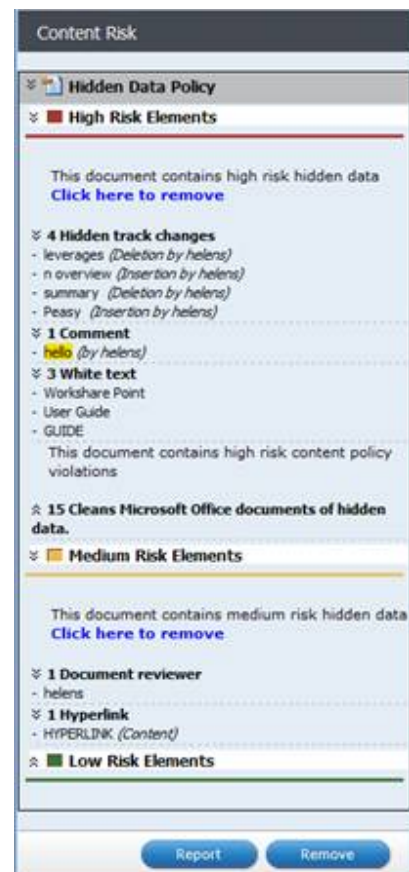 Content Risk
Hidden Data Policy
High Risk Elements
This document contains high risk hidden data
Click here to remove
4 Hidden track changes
- leverages (Deletion by helens)
- n overview (Insertion by helens)
- summary (Deletion by helens)
- Peasy (Insertion by helens)
1 Comment
- hello (by helens)
3 White text
- Workshare Point
- User Guide
- GUIDE
This document contains high risk content policy
violations
15 Cleans Microsoft Office documents of hidden
data.
Medium Risk Elements
This document contains medium risk hidden data
Click here to remove
1 Document reviewer
- helens
1 Hyperlink
- HYPERLINK (Content)
Low Risk Elements
Report Remove